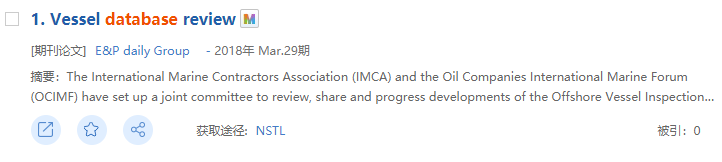 1. Vessel database review M
[期刊论文] E&P daily Group - 2018年 Mar.29期
摘要：The International Marine Contractors Association (IMCA) and the Oil Companies International Marine Forum
(OCIMF) have set up a joint committee to review, share and progress developments of the Offshore Vessel Inspection...
获取途径：NSTL 被引：0